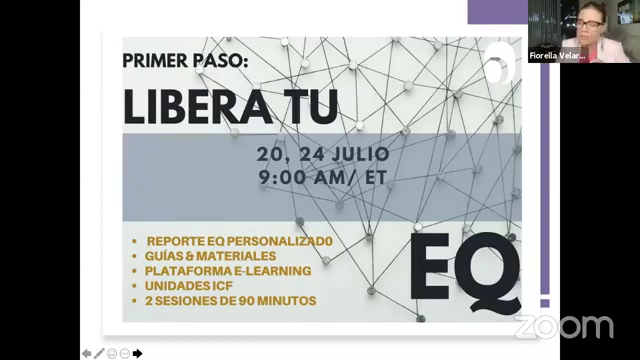 PRIMER PASO:
LIBERA TU
20, 24 JULIO
9:00 AM/ ET
• REPORTE EQ PERSONALIZAD0
• GUÍAS & MATERIALES
• PLATAFORMA E-LEARNING
• UNIDADES ICF
• 2 SESIONES DE 90 MINUTOS
EQ
Fiorella Velar...
zoom